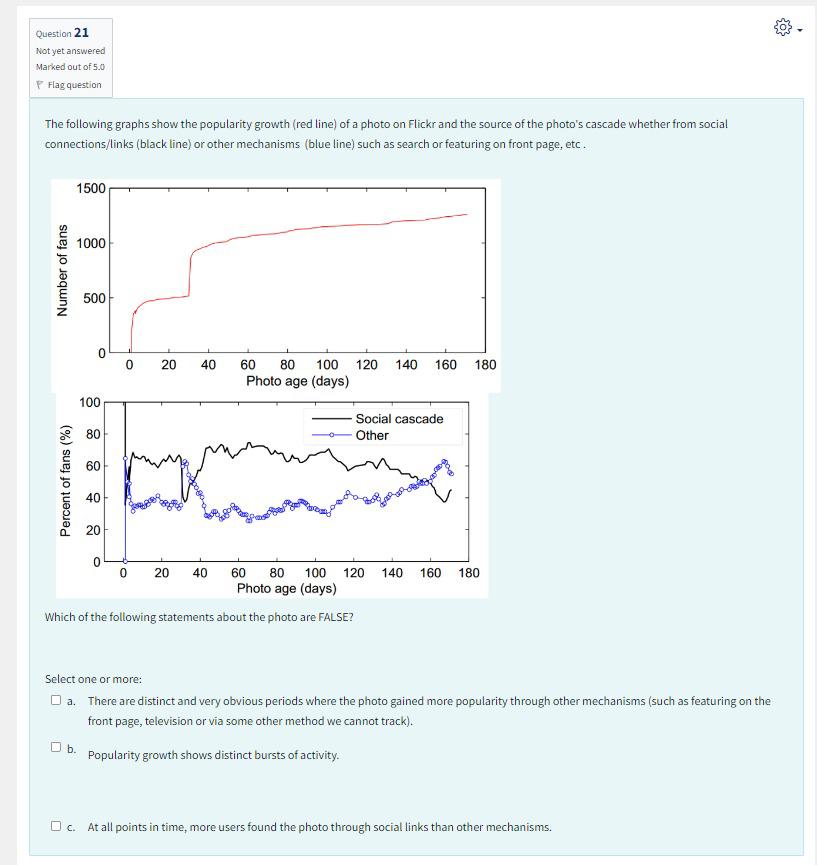 Question 21
Not yet answered
Marked out of 5.0
Flag question
The following graphs show the popularity growth (red line) of a photo on Flickr and the source of the photo's cascade whether from social
connections/links (black line) or other mechanisms (blue line) such as search or featuring on front page, etc .
1500
1000
500
0
Number of fans
0 20 40 60 80 100 120 140 160 180
Photo age (days)
100
80
60
40
20
0
Percent of fans (%)
Social cascade
Other
0 20 40 60 80 100 120 140 160 180
Photo age (days)
Which of the following statements about the photo are FALSE?
Select one or more:
a. There are distinct and very obvious periods where the photo gained more popularity through other mechanisms (such as featuring on the
front page, television or via some other method we cannot track).
b. Popularity growth shows distinct bursts of activity.
c. At all points in time, more users found the photo through social links than other mechanisms.